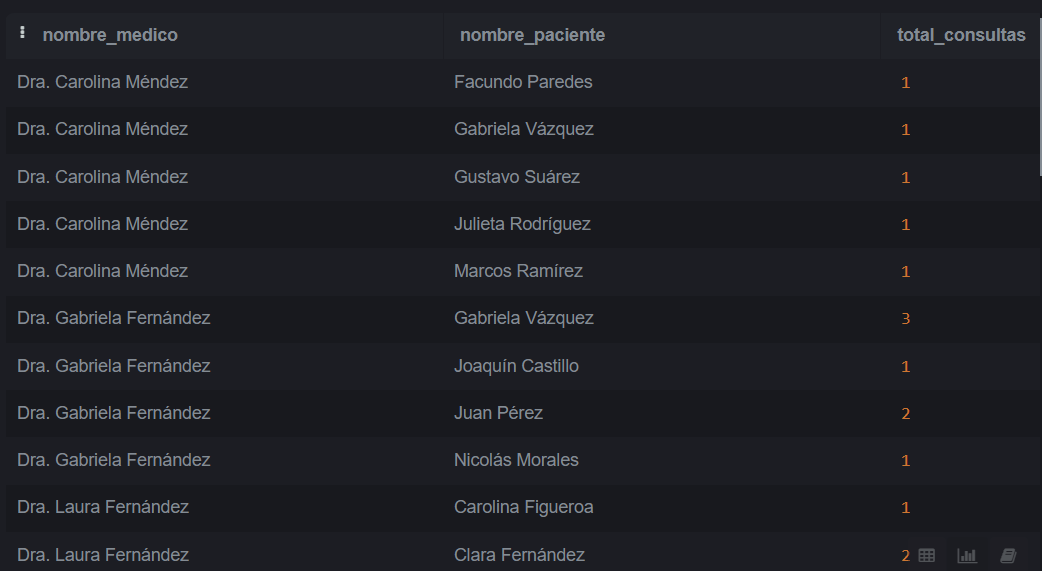 nombre_medico nombre_paciente total_consultas
Dra. Carolina Méndez Facundo Paredes 1
Dra. Carolina Méndez Gabriela Vázquez 1
Dra. Carolina Méndez Gustavo Suárez 1
Dra. Carolina Méndez Julieta Rodríguez 1
Dra. Carolina Méndez Marcos Ramírez 1
Dra. Gabriela Fernández Gabriela Vázquez 3
Dra. Gabriela Fernández Joaquín Castillo 1
Dra. Gabriela Fernández Juan Pérez 2
Dra. Gabriela Fernández Nicolás Morales 1
Dra. Laura Fernández Carolina Figueroa 1
Dra. Laura Fernández Clara Fernández 2